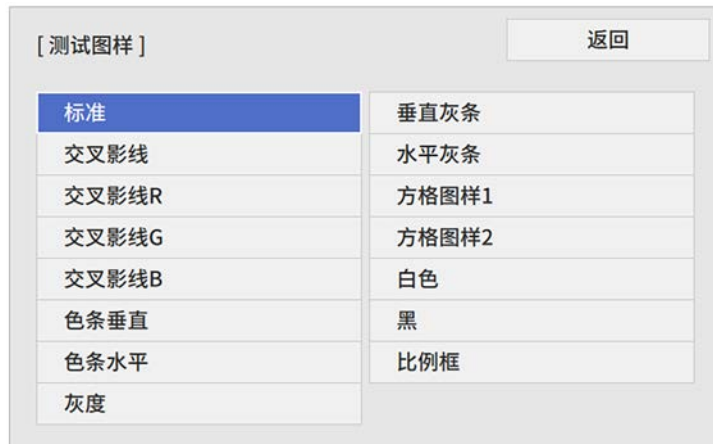 [ 测试图样 ]
返回
标准
交叉影线
交叉影线R
交叉影线G
交叉影线B
色条垂直
色条水平
灰度
垂直灰条
水平灰条
方格图样1
方格图样2
白色
黑
比例框